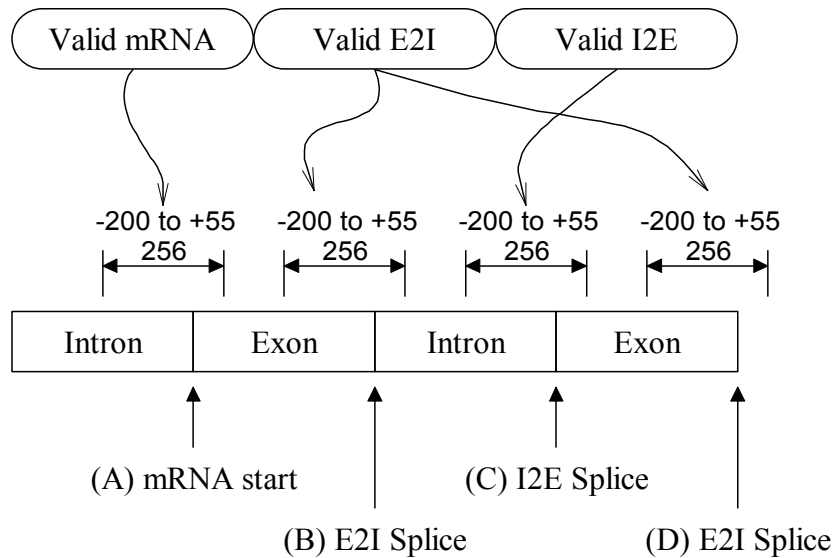 Valid mRNA Valid E2I Valid I2E
-200 to +55 -200 to +55 -200 to +55 -200 to +55
256 256 256 256
Intron Exon Intron Exon
(A) mRNA start (C) I2E Splice
(B) E2I Splice (D) E2I Splice